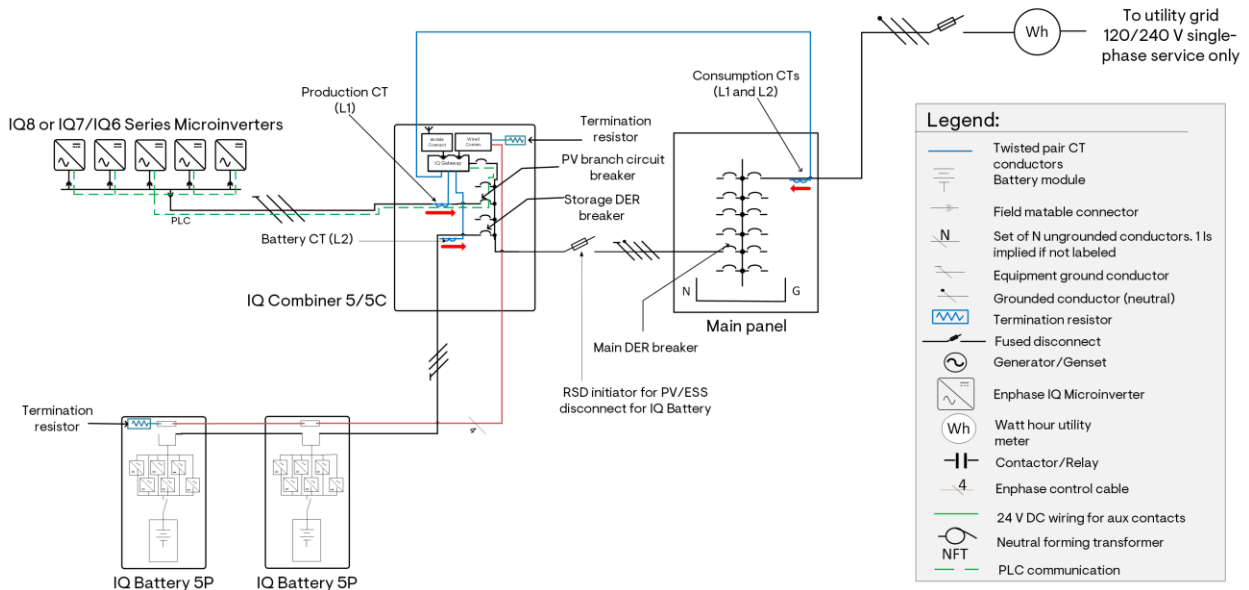 To utility grid
120/240 V single-
phase service only
Wh
Consumption CTs
(L1 and L2)
Production CT
(L1)
IQ8 or IQ7/IQ6 Series Microinverters
Termination
resistor
Mobile
Connect
Wired
Comms
IQ Gateway
PV branch circuit
breaker
Storage DER
breaker
PLC
Battery CT (L2)
IQ Combiner 5/5C
N
G
Main panel
Main DER breaker
RSD initiator for PV/ESS
disconnect for IQ Battery
Termination
resistor
4
IQ Battery 5P
IQ Battery 5P
Legend:
Twisted pair CT
conductors
Battery module
Field matable connector
N
Set of N ungrounded conductors. 1 Is
implied if not labeled
Equipment ground conductor
Grounded conductor (neutral)
Termination resistor
Fused disconnect
Generator/Genset
Enphase IQ Microinverter
Wh
Watt hour utility
meter
Contactor/Relay
4
Enphase control cable
24 V DC wiring for aux contacts
Neutral forming transformer
NFT
PLC communication